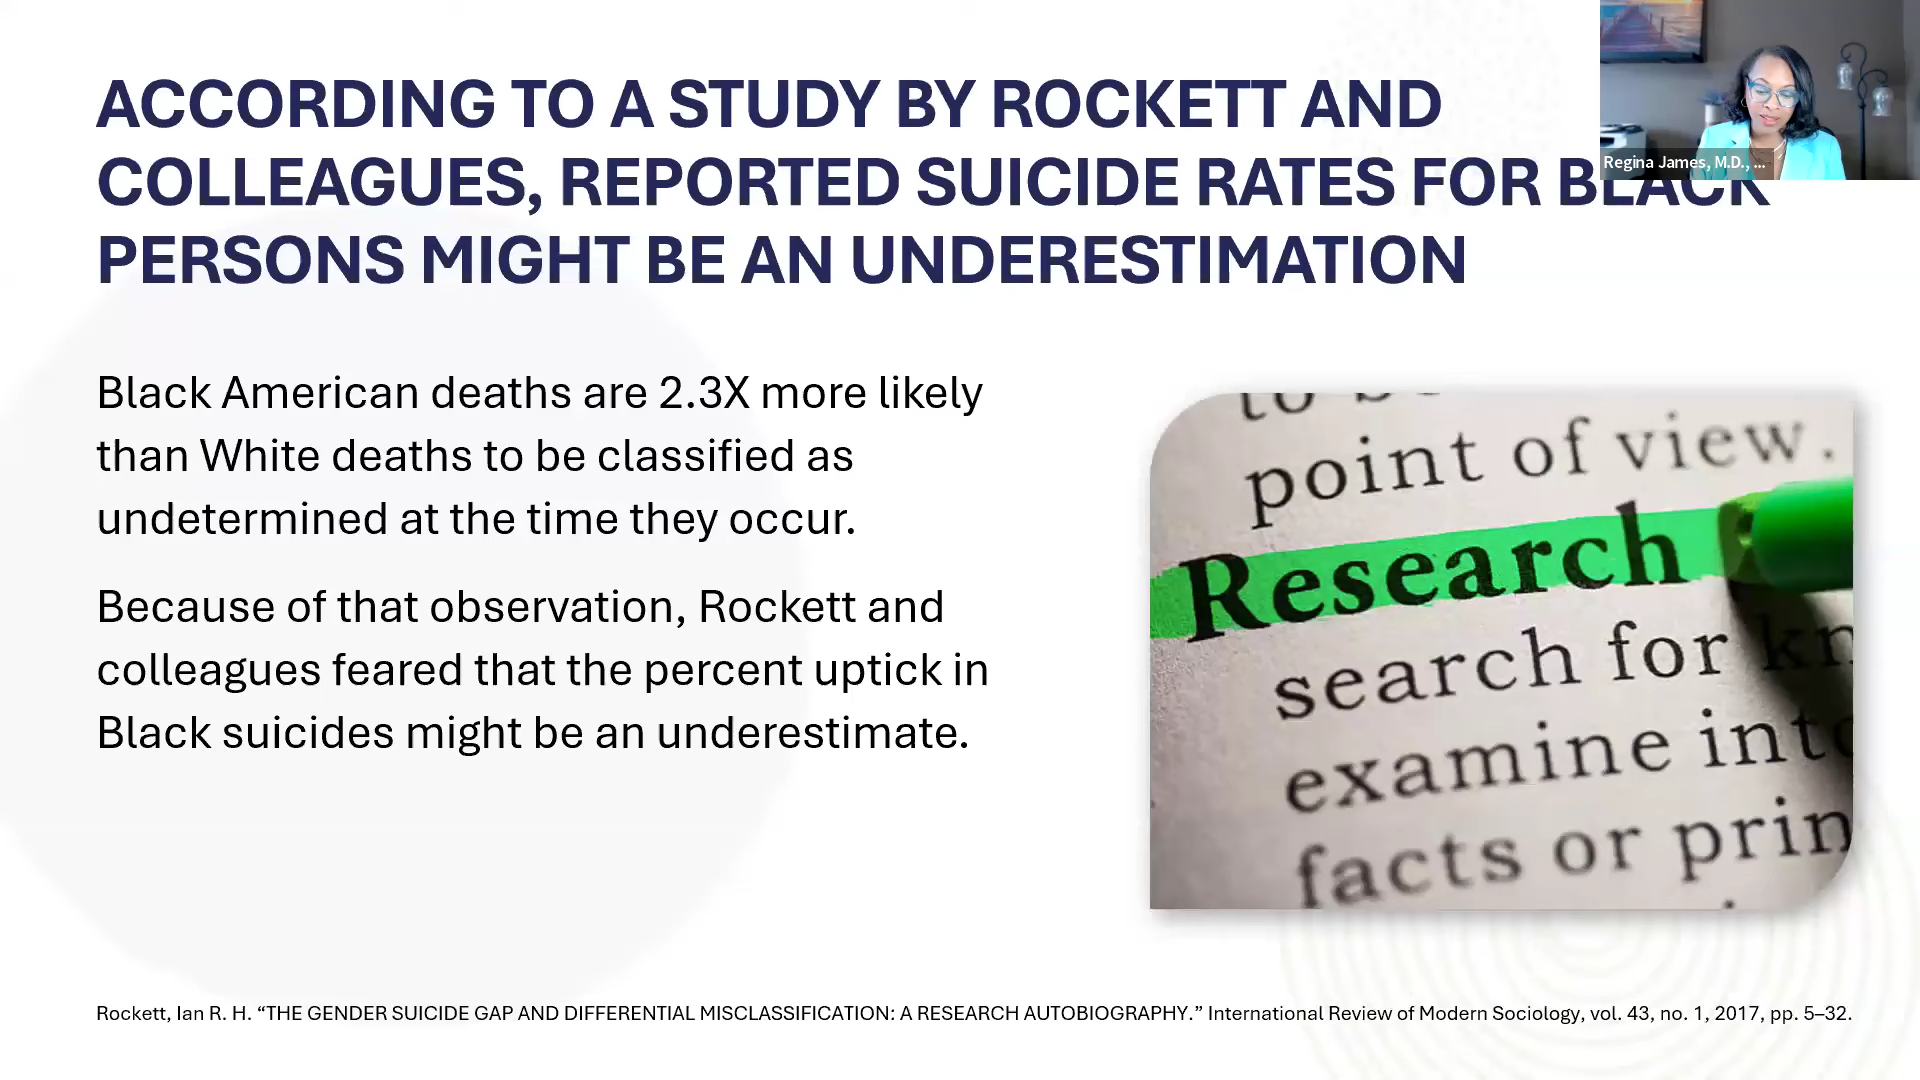 ACCORDING TO A STUDY BY ROCKETT AND
COLLEAGUES, REPORTED SUICIDE RATES FOR BLACK
PERSONS MIGHT BE AN UNDERESTIMATION
Regina James, M.D., ...
Black American deaths are 2.3X more likely
than White deaths to be classified as
undetermined at the time they occur.
Because of that observation, Rockett and
colleagues feared that the percent uptick in
Black suicides might be an underestimate.
to
point of view.
Research
search for kn
examine into
facts or prin
Rockett, Ian R. H. “THE GENDER SUICIDE GAP AND DIFFERENTIAL MISCLASSIFICATION: A RESEARCH AUTOBIOGRAPHY.” International Review of Modern Sociology, vol. 43, no. 1, 2017, pp. 5–32.